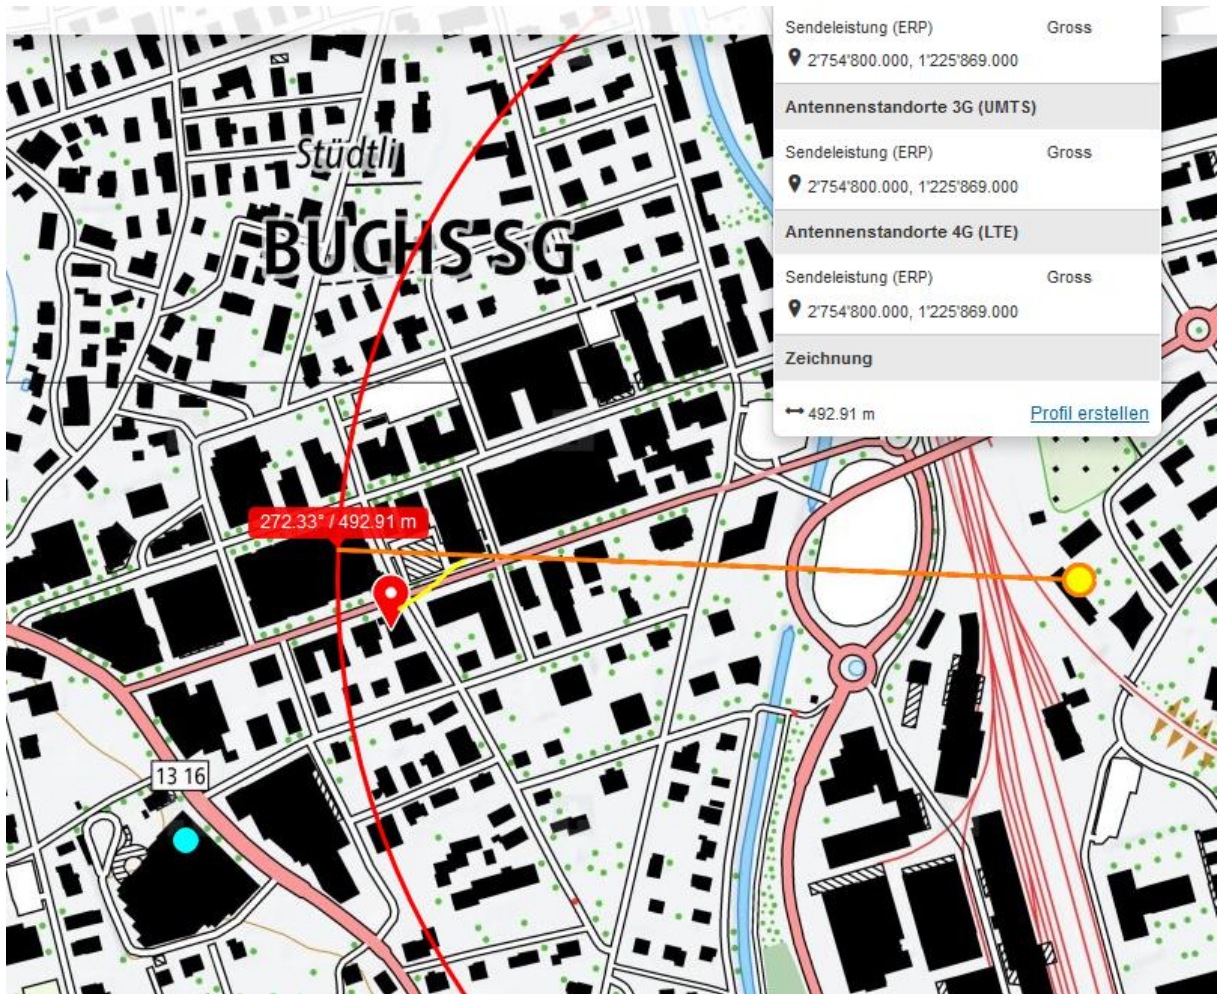 Sendeleistung (ERP) Gross
2'754'800.000, 1'225'869.000
Antennenstandorte 3G (UMTS)
Sendeleistung (ERP) Gross
2'754'800.000, 1'225'869.000
Antennenstandorte 4G (LTE)
Sendeleistung (ERP) Gross
2'754'800.000, 1'225'869.000
Zeichnung
492.91 m Profil erstellen
Stüdtli
BUCHS SG
272.33° / 492.91 m
13 16